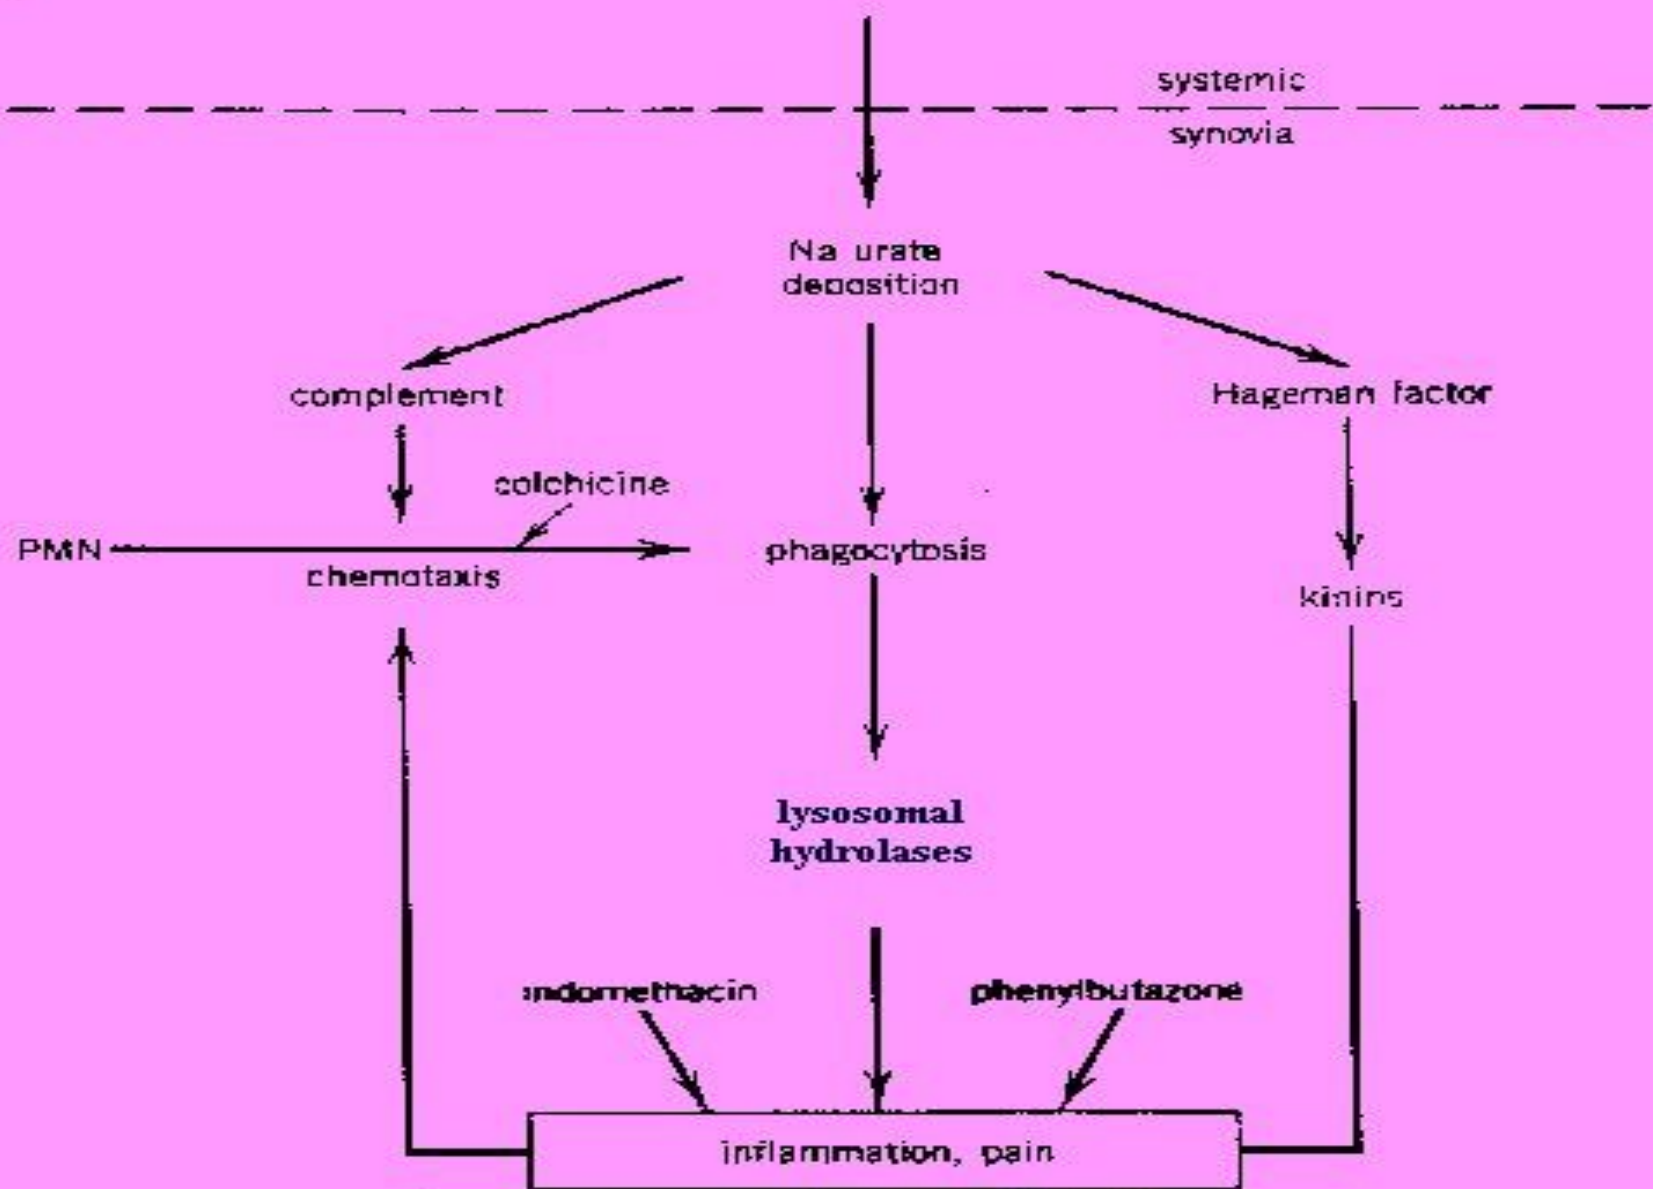 systemic
synovia
Na urate
deposition
complement
Hageman factor
colchicine
PMN
phagocytosis
chemotaxis
kinins
lysosomal
hydrolases
indomethacin
phenylbutazone
inflammation, pain